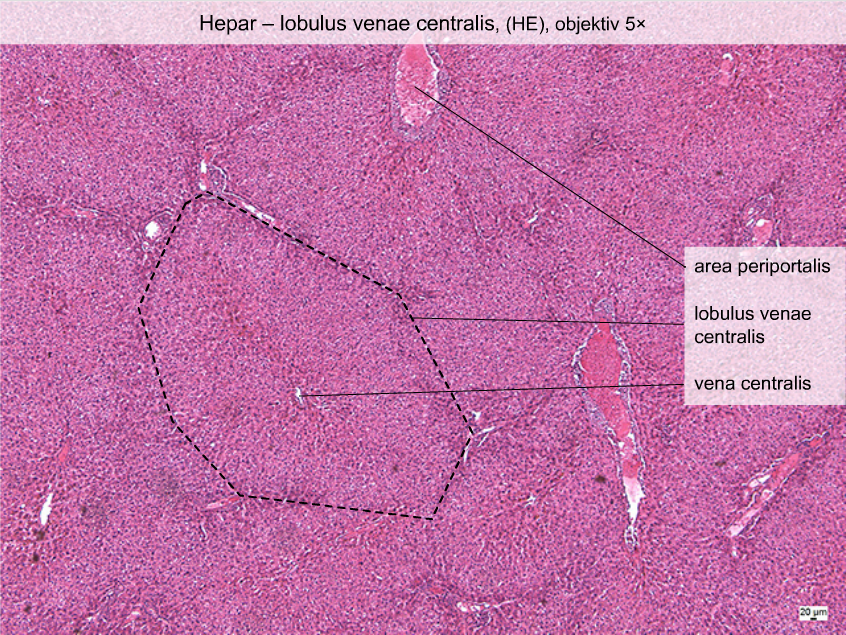 Hepar – lobulus venae centralis, (HE), objektiv 5×
area periportalis
lobulus venae
centralis
vena centralis
20 µm